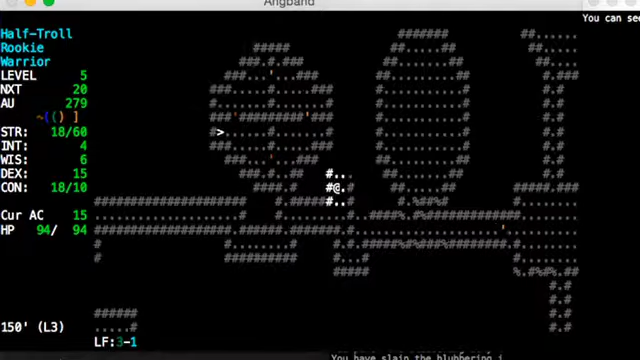 Angband
You can see
Half-Troll
Rookie
Warrior
LEVEL 5
NXT 20
AU 279
~(() ]
STR: 18/60
INT: 4
WIS: 6
DEX: 15
CON: 18/10
Cur AC 15
HP 94/ 94
150' (L3)
LF:3-1
You have slain the blubbering i